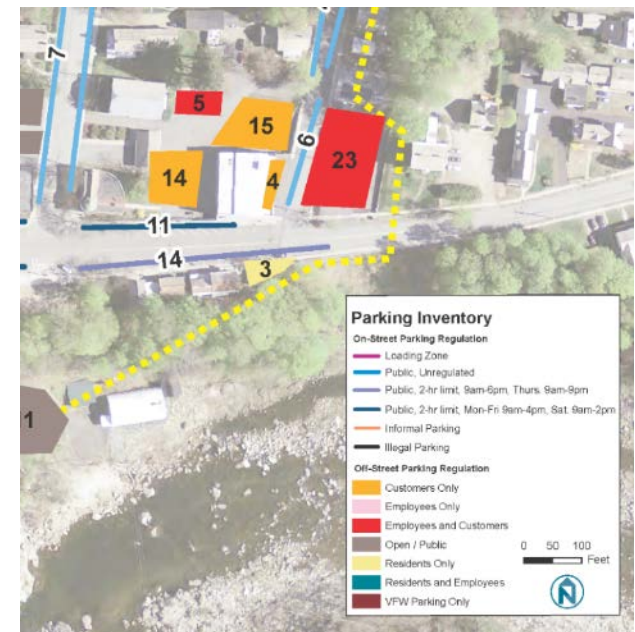 7
5
15
6
23
14
4
11
14
3
1
Parking Inventory
On-Street Parking Regulation
Loading Zone
Public, Unregulated
Public, 2-hr limit, 9am-6pm, Thurs. 9am-9pm
Public, 2-hr limit, Mon-Fri 9am-4pm, Sat. 9am-2pm
Informal Parking
Illegal Parking
Off-Street Parking Regulation
Customers Only
Employees Only
Employees and Customers
Open / Public
Residents Only
Residents and Employees
VFW Parking Only
0 50 100
Feet
N